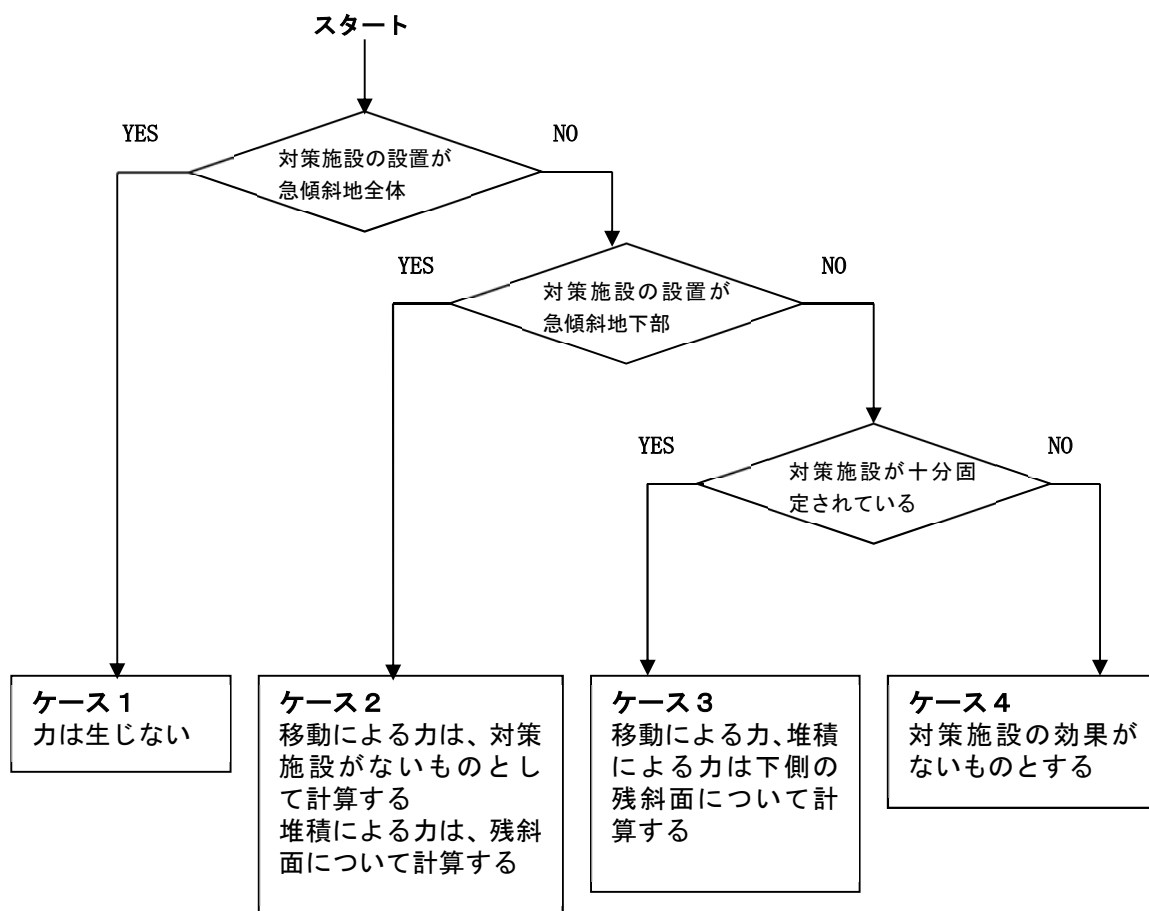 スタート
YES
NO
対策施設の設置が
急傾斜地全体
YES
NO
対策施設の設置が
急傾斜地下部
YES
NO
対策施設が十分固
定されている
ケース1
力は生じない
ケース2
移動による力は、対策
施設がないものとし
て計算する
堆積による力は、残斜
面について計算する
ケース3
移動による力、堆積
による力は下側の
残斜面について計
算する
ケース4
対策施設の効果が
ないものとする